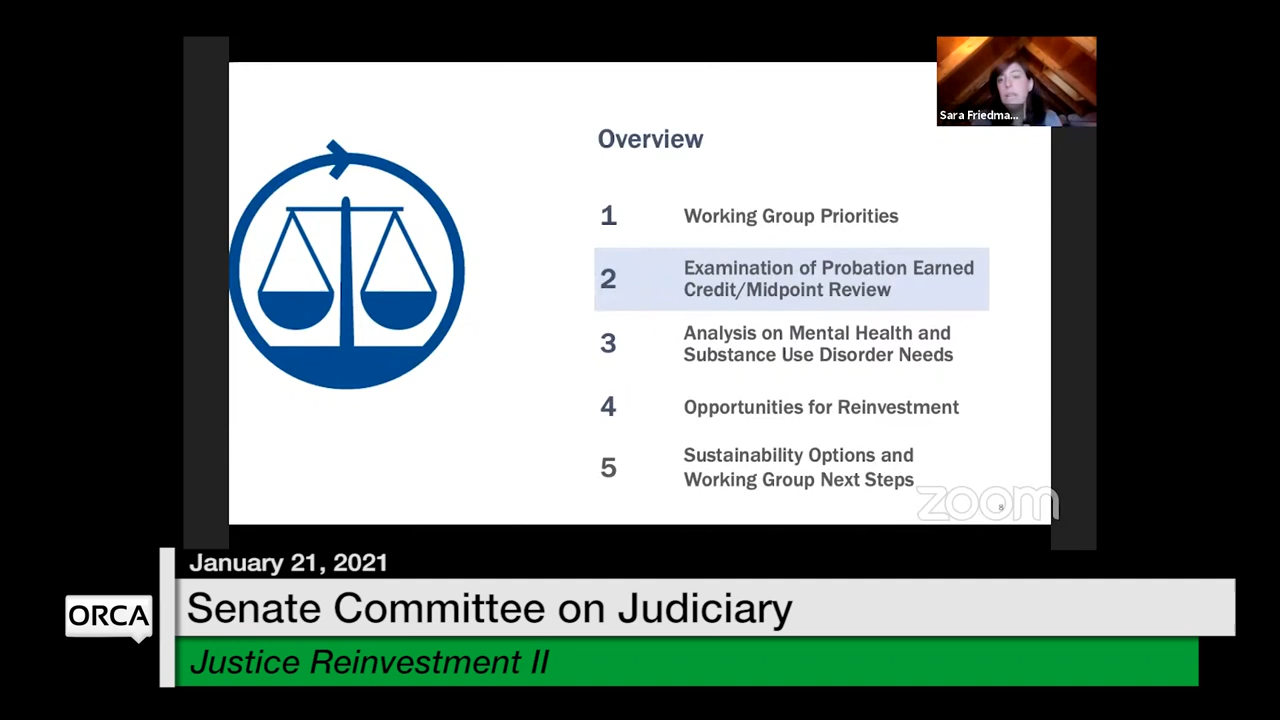 Sara Friedma...
Overview
1 Working Group Priorities
2 Examination of Probation Earned
Credit/Midpoint Review
3 Analysis on Mental Health and
Substance Use Disorder Needs
4 Opportunities for Reinvestment
5 Sustainability Options and
Working Group Next Steps
zoom
8
January 21, 2021
ORCA
Senate Committee on Judiciary
Justice Reinvestment II